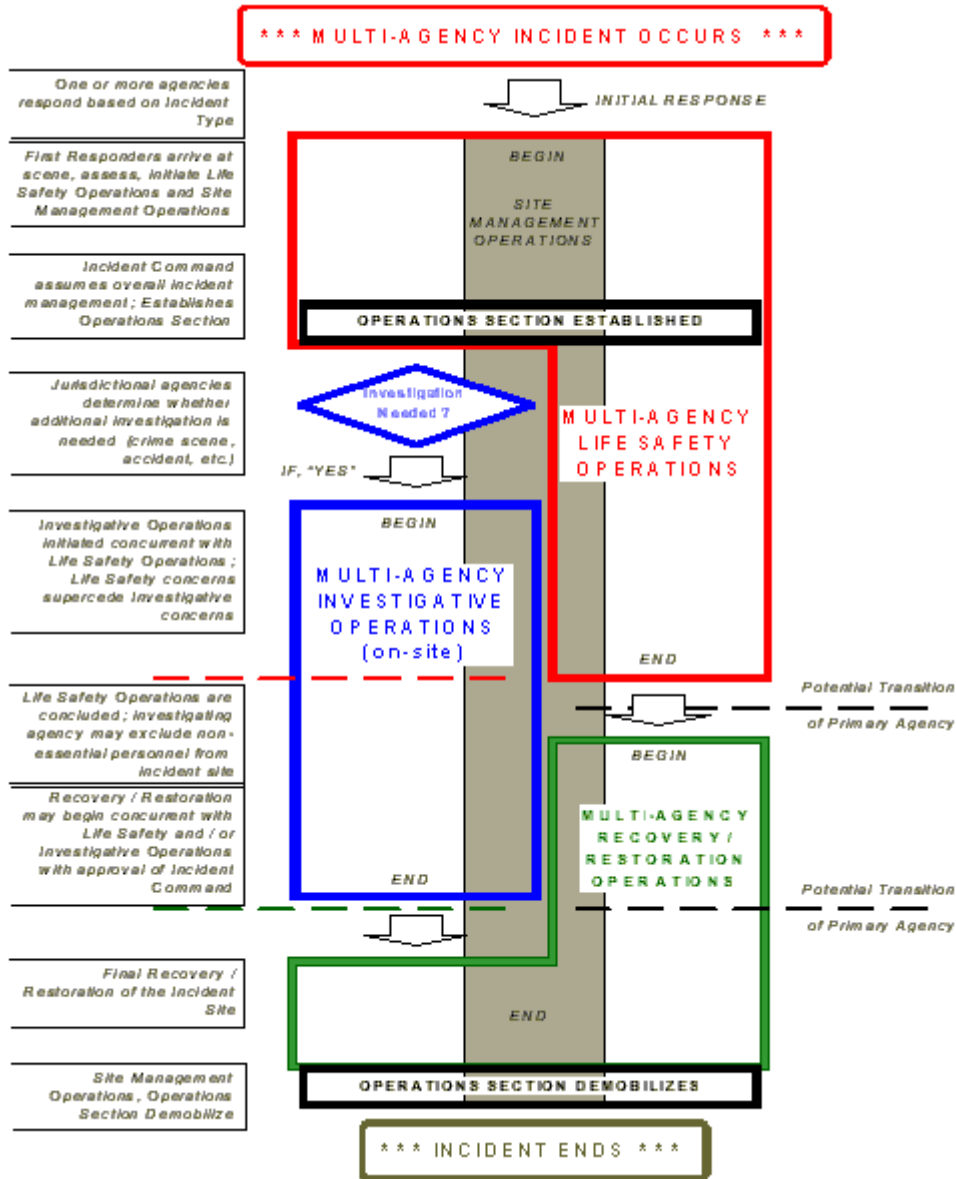 *** MULTI-AGENCY INCIDENT OCCURS ***
One or more agencies
respond based on Incident
Type
INITIAL RESPONSE
First Responders arrive at
scene, assess, initiate Life
Safety Operations and Site
Management Operations
BEGIN
SITE
MANAGEMENT
OPERATIONS
Incident Command
assumes overall incident
management; Establishes
Operations Section
OPERATIONS SECTION ESTABLISHED
Jurisdictional agencies
determine whether
additional investigation is
needed (crime scene,
accident, etc.)
Investigation
Needed?
IF, "YES"
MULTI-AGENCY
LIFE SAFETY
OPERATIONS
Investigative Operations
initiated concurrent with
Life Safety Operations;
Life Safety concerns
supercede Investigative
concerns
BEGIN
MULTI-AGENCY
INVESTIGATIVE
OPERATIONS
(on-site)
END
Life Safety Operations are
concluded; investigating
agency may exclude non-
essential personnel from
incident site
Potential Transition
of Primary Agency
BEGIN
Recovery / Restoration
may begin concurrent with
Life Safety and / or
Investigative Operations
with approval of Incident
Command
MULTI-AGENCY
RECOVERY /
RESTORATION
OPERATIONS
END
Potential Transition
of Primary Agency
Final Recovery /
Restoration of the Incident
Site
END
Site Management
Operations, Operations
Section Demobilize
OPERATIONS SECTION DEMOBILIZES
*** INCIDENT ENDS ***